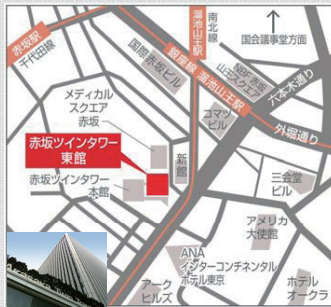 赤坂駅
千代田線
国際赤坂ビル
溜池山王駅
南北線
国会議事堂方面
銀座線
溜池山王駅
NBF 赤坂
山王スクエア
六本木通り
外堀通り
メディカル
スクエア
赤坂
コマツ
ビル
赤坂ツインタワー
東館
新館
赤坂ツインタワー
本館
三会堂
ビル
アメリカ
大使館
ANA
インターコンチネンタル
ホテル東京
アーク
ヒルズ
ホテル
オークラ